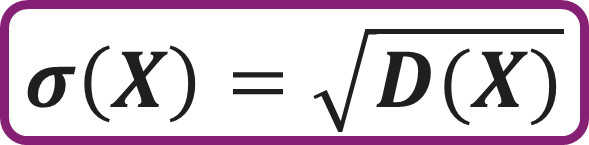 σ(X) = √D(X)